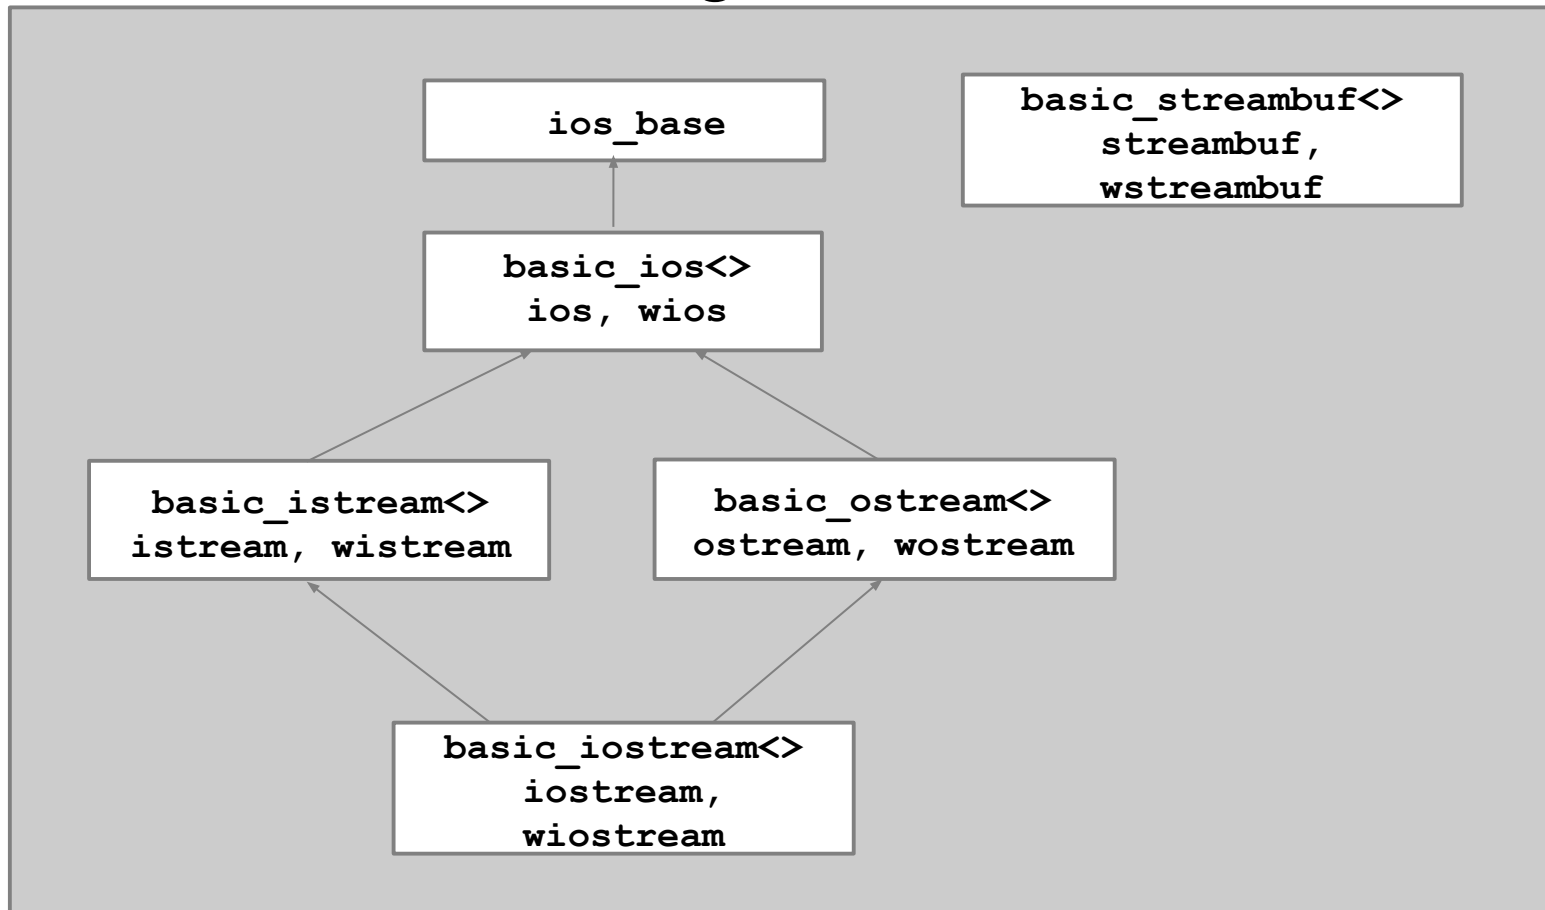 ios_base
basic_streambuf<>
streambuf,
wstreambuf
basic_ios<>
ios, wios
basic_istream<>
istream, wistream
basic_ostream<>
ostream, wostream
basic_iostream<>
iostream,
wiostream